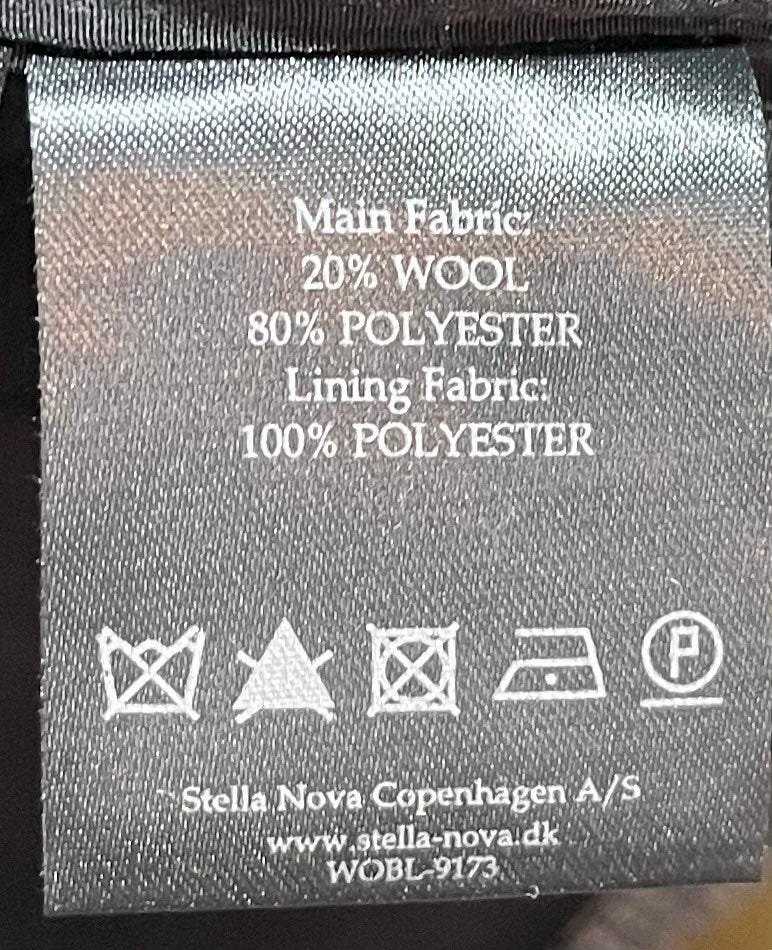 Main Fabric:
20% WOOL
80% POLYESTER
Lining Fabric:
100% POLYESTER
P
Stella Nova Copenhagen A/S
www.stella-nova.dk
WOBL-9173